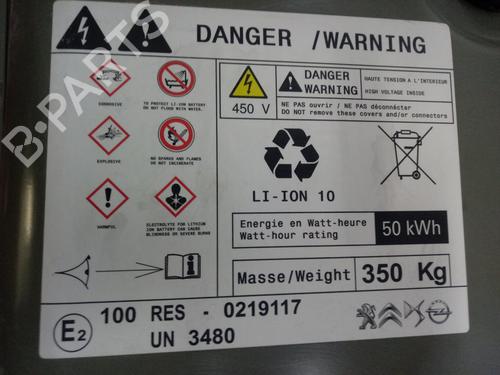 DANGER /WARNING
CORROSIVE
TO PROTECT LI-ION BATTERY
DO NOT FLOOD WITH WATER.
EXPLOSIVE
NO SPARKS AND FLAMES
DO NOT INCINERATE
HARMFUL
ELECTROLYTE FOR LITHIUM
ION BATTERY CAN CAUSE
BLINDNESS OR SEVERE BURNS
450 V
DANGER
WARNING
HAUTE TENSION A L'INTERIEUR
HIGH VOLTAGE INSIDE
NE PAS ouvrir / NE PAS déconnécter
DO NOT remove these covers and/or connectors
LI-ION 10
Energie en Watt-heure
Watt-hour rating
50 kWh
Masse/Weight
350 Kg
i
E2
100 RES - 0219117
UN 3480
B-PARTS